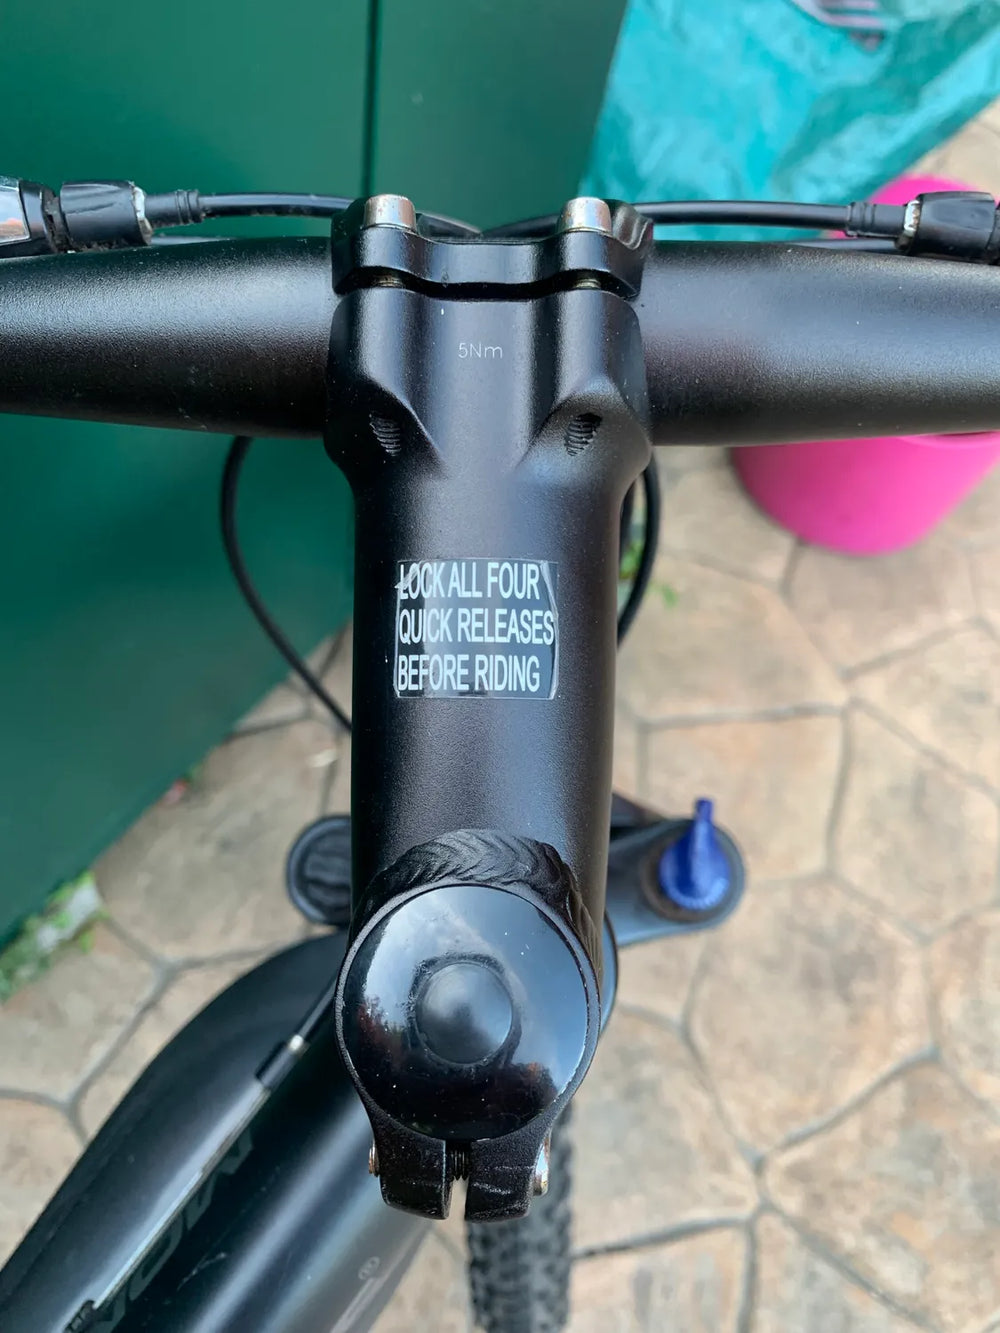 5Nm
LOCK ALL FOUR
QUICK RELEASES
BEFORE RIDING